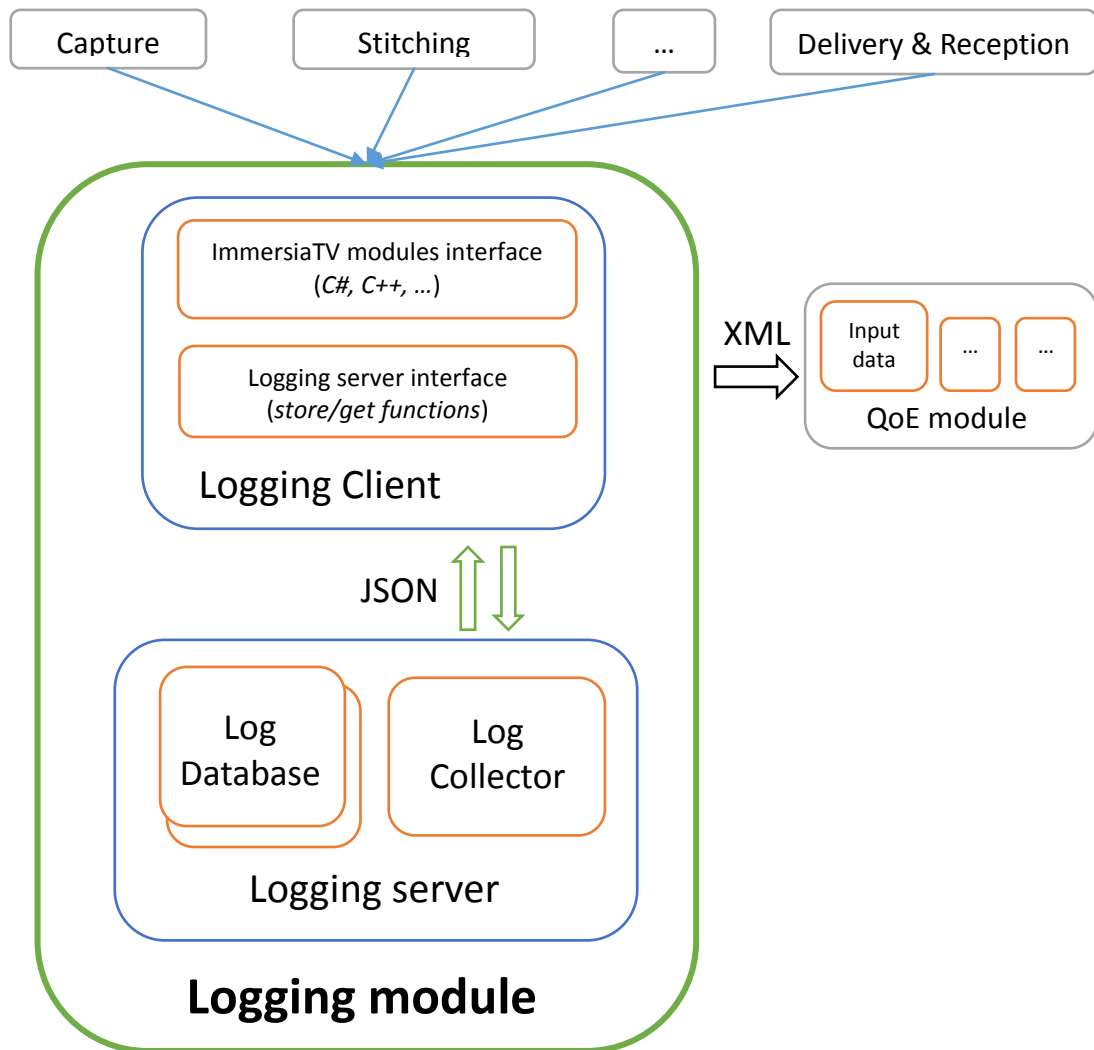 Capture
Stitching
...
Delivery & Reception
ImmersiaTV modules interface
(C#, C++, ...)
Logging server interface
(store/get functions)
Logging Client
XML
Input
data
...
...
QoE module
JSON
Log
Database
Log
Collector
Logging server
Logging module